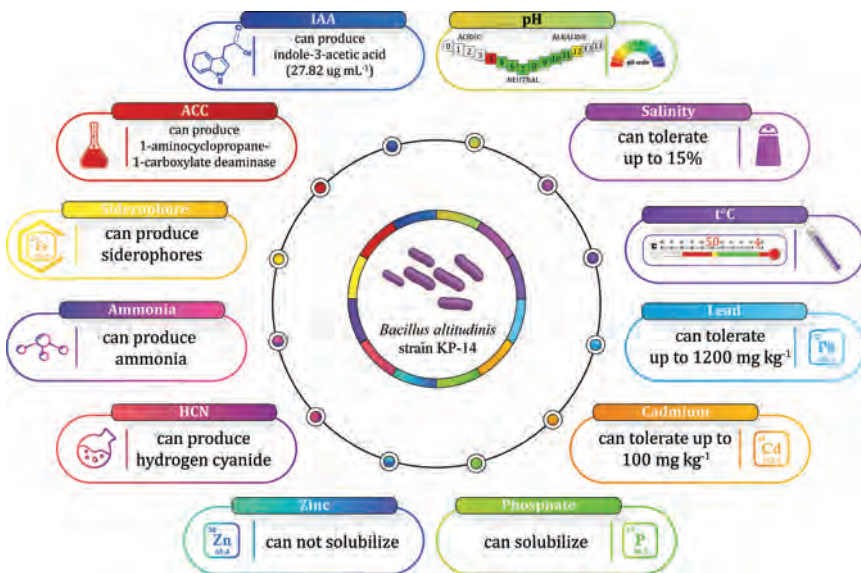 IAA
can produce
indole-3-acetic acid
(27.82 ug mL⁻¹)
pH
ACIDIC
ALKALINE
NEUTRAL
pH scale
ACC
can produce
1-aminocyclopropane-
1-carboxylate deaminase
Salinity
can tolerate
up to 15%
Siderophore
Fe
can produce
siderophores
t°C
50
4
Ammonia
can produce
ammonia
Lead
can tolerate
up to 1200 mg kg⁻¹
Bacillus altitudinis
strain KP-14
HCN
can produce
hydrogen cyanide
Cadmium
can tolerate up to
100 mg kg⁻¹
Cd
Zinc
Zn
can not solubilize
Phosphate
can solubilize
P